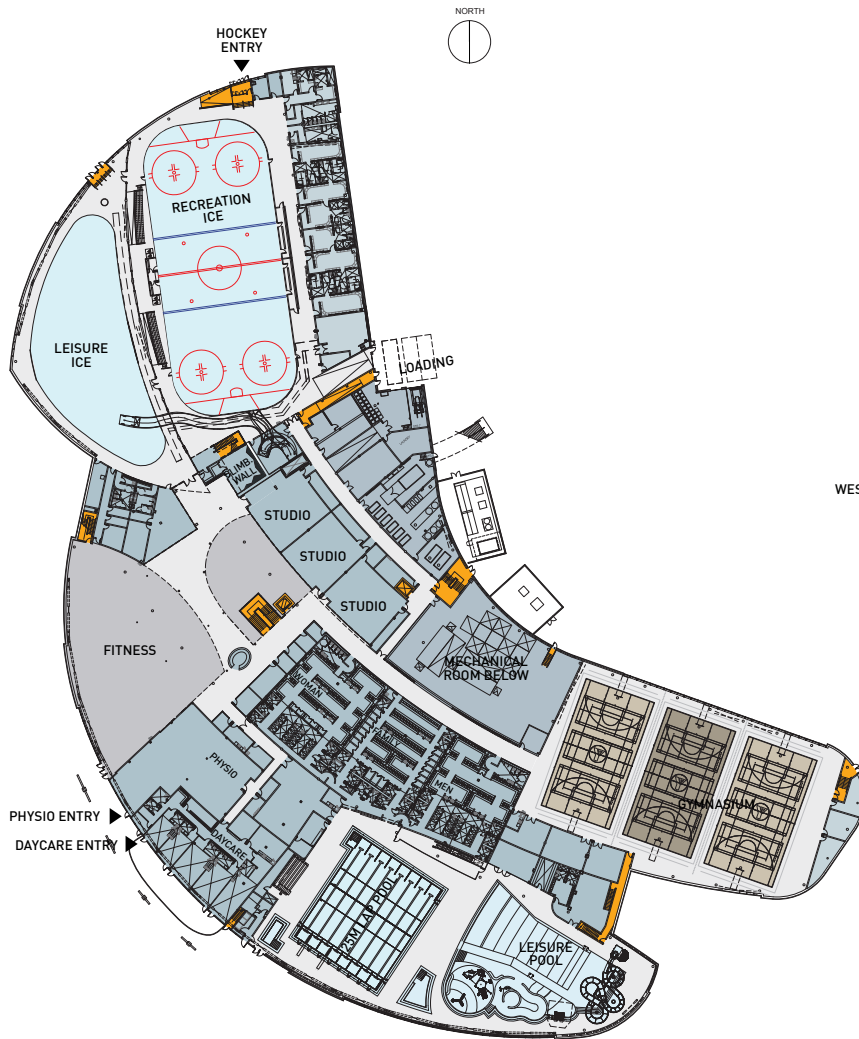 NORTH
HOCKEY
ENTRY
RECREATION
ICE
LEISURE
ICE
LOADING
CLIMB.
WALL
WES
STUDIO
STUDIO
STUDIO
FITNESS
MECHANICAL
ROOM BELOW
WOMAN
FAMILY
PHYSIO
MEN
GYMNASIUM
PHYSIO ENTRY
DAYCARE ENTRY
DAYCARE
25M LAP POOL
LEISURE
POOL